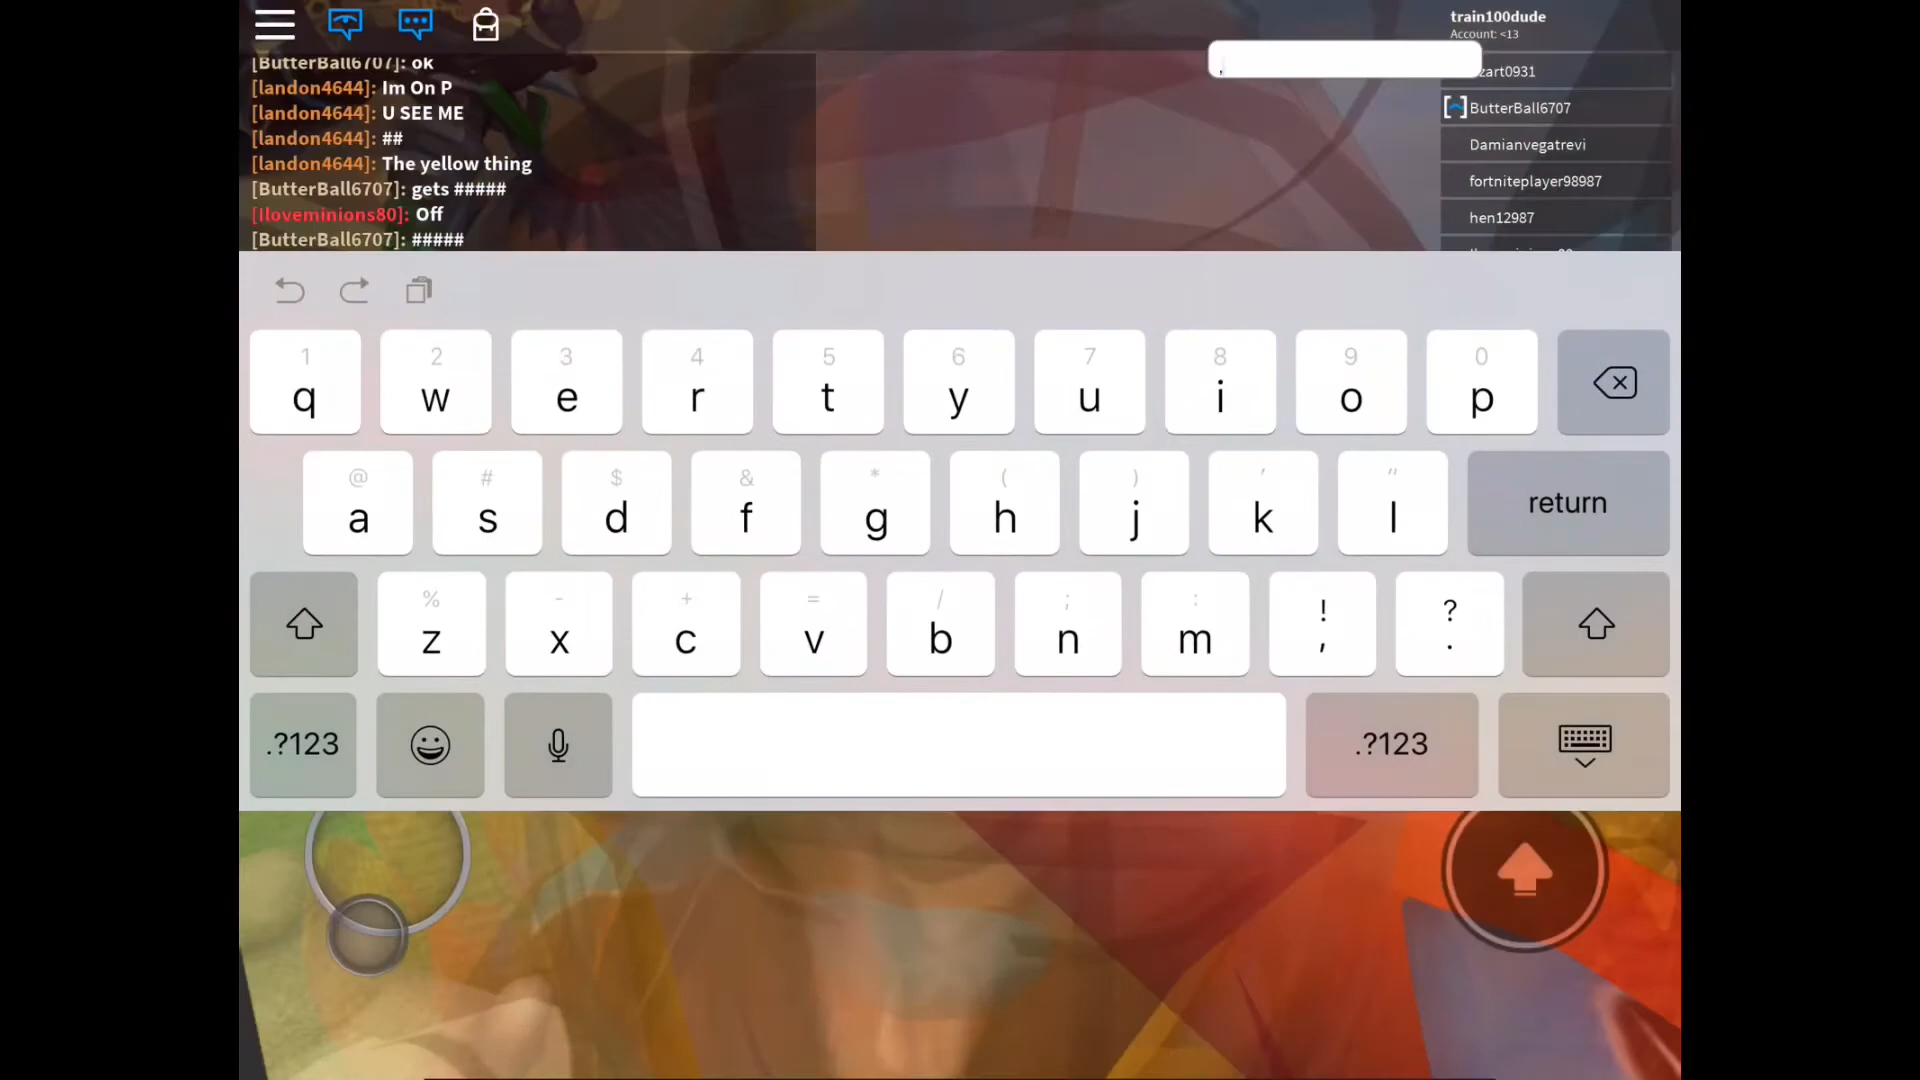 train100dude
Account: <13
[ButterBall6707]: ok
[landon4644]: Im On P
[landon4644]: U SEE ME
[landon4644]: ##
[landon4644]: The yellow thing
[ButterBall6707]: gets #####
[Iloveminions80]: Off
[ButterBall6707]: #####
,
zart0931
ButterBall6707
Damianvegatrevi
fortniteplayer98987
hen12987
1 2 3 4 5 6 7 8 9 0
q w e r t y u i o p
@ # $ & * ( ) ' "
a s d f g h j k l return
% - + = / ; : ! ?
z x c v b n m , .
.?123 .?123